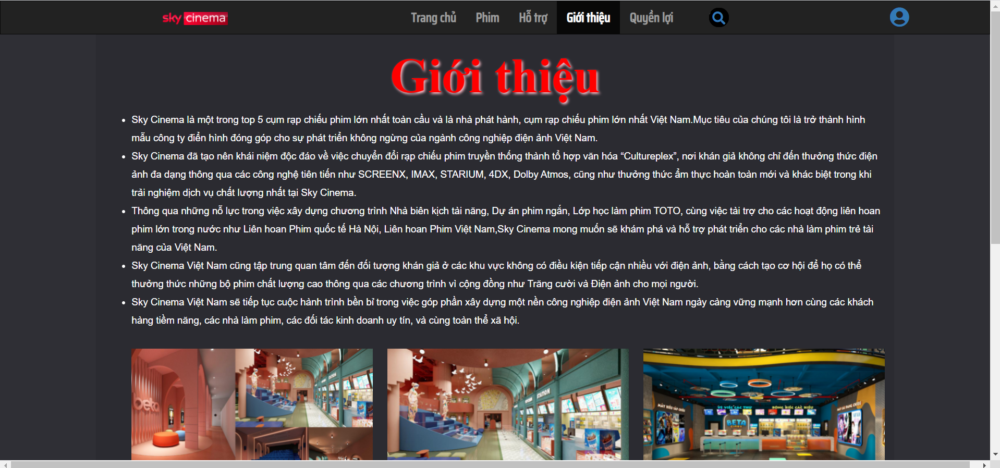 sky cinema Trang chủ Phim Hỗ trợ Giới thiệu Quyền lợi
Giới thiệu
• Sky Cinema là một trong top 5 cụm rạp chiếu phim lớn nhất toàn cầu và là nhà phát hành, cụm rạp chiếu phim lớn nhất Việt Nam.Mục tiêu của chúng tôi là trở thành hình
mẫu công ty điển hình đóng góp cho sự phát triển không ngừng của ngành công nghiệp điện ảnh Việt Nam.
• Sky Cinema đã tạo nên khái niệm độc đáo về việc chuyển đổi rạp chiếu phim truyền thống thành tổ hợp văn hóa “Cultureplex”, nơi khán giả không chỉ đến thưởng thức điện
ảnh đa dạng thông qua các công nghệ tiên tiến như SCREENX, IMAX, STARIUM, 4DX, Dolby Atmos, cũng như thưởng thức ẩm thực hoàn toàn mới và khác biệt trong khi
trải nghiệm dịch vụ chất lượng nhất tại Sky Cinema.
• Thông qua những nỗ lực trong việc xây dựng chương trình Nhà biên kịch tài năng, Dự án phim ngắn, Lớp học làm phim TOTO, cùng việc tài trợ cho các hoạt động liên hoan
phim lớn trong nước như Liên hoan Phim quốc tế Hà Nội, Liên hoan Phim Việt Nam,Sky Cinema mong muốn sẽ khám phá và hỗ trợ phát triển cho các nhà làm phim trẻ tài
năng của Việt Nam.
• Sky Cinema Việt Nam cũng tập trung quan tâm đến đối tượng khán giả ở các khu vực không có điều kiện tiếp cận nhiều với điện ảnh, bằng cách tạo cơ hội để họ có thể
thưởng thức những bộ phim chất lượng cao thông qua các chương trình vì cộng đồng như Trăng cười và Điện ảnh cho mọi người.
• Sky Cinema Việt Nam sẽ tiếp tục cuộc hành trình bền bỉ trong việc góp phần xây dựng một nền công nghiệp điện ảnh Việt Nam ngày càng vững mạnh hơn cùng các khách
hàng tiềm năng, các nhà làm phim, các đối tác kinh doanh uy tín, và cùng toàn thể xã hội.
beta
STATION
STATION
BETA